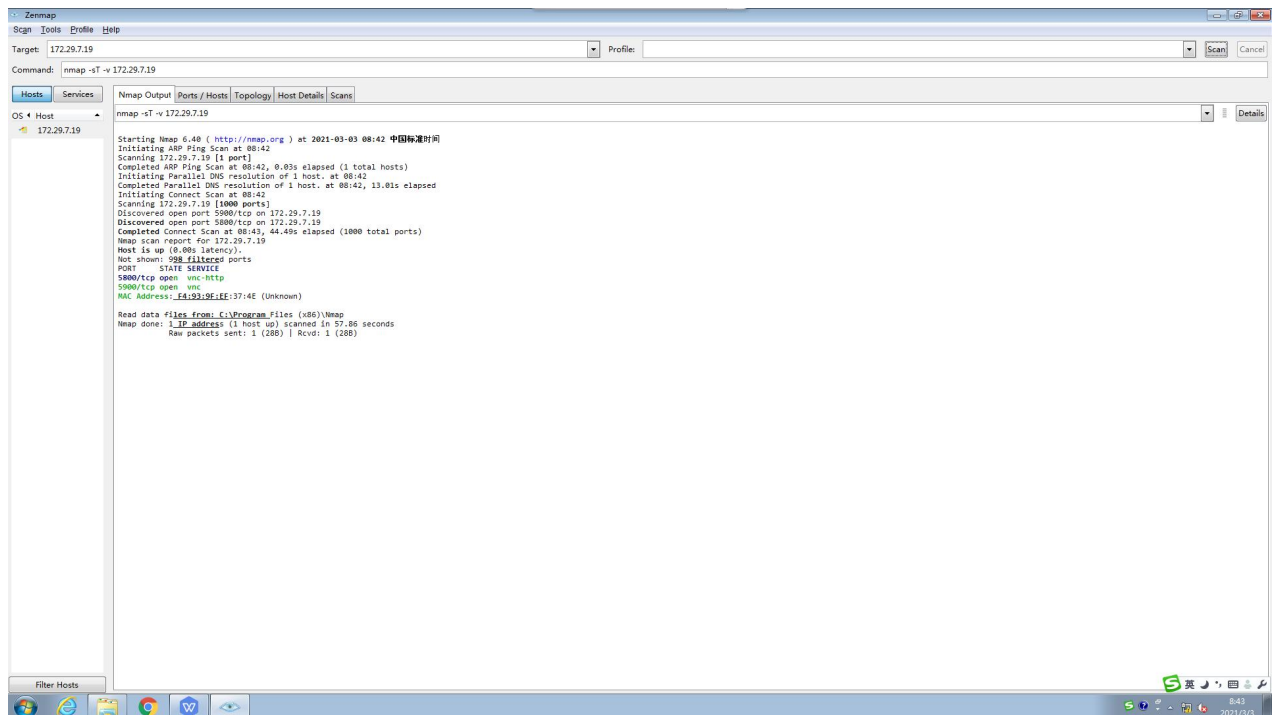 Zenmap
Scan Tools Profile Help
Target: 172.29.7.19 Profile: Scan Cancel
Command: nmap -sT -v 172.29.7.19
Hosts Services Nmap Output Ports / Hosts Topology Host Details Scans
OS Host nmap -sT -v 172.29.7.19 Details
172.29.7.19
Starting Nmap 6.40 ( http://nmap.org ) at 2021-03-03 08:42 中国标准时间
Initiating ARP Ping Scan at 08:42
Scanning 172.29.7.19 [1 port]
Completed ARP Ping Scan at 08:42, 0.03s elapsed (1 total hosts)
Initiating Parallel DNS resolution of 1 host. at 08:42
Completed Parallel DNS resolution of 1 host. at 08:42, 13.01s elapsed
Initiating Connect Scan at 08:42
Scanning 172.29.7.19 [1000 ports]
Discovered open port 5900/tcp on 172.29.7.19
Discovered open port 5800/tcp on 172.29.7.19
Completed Connect Scan at 08:43, 44.49s elapsed (1000 total ports)
Nmap scan report for 172.29.7.19
Host is up (0.00s latency).
Not shown: 998 filtered ports
PORT STATE SERVICE
5800/tcp open vnc-http
5900/tcp open vnc
MAC Address: F4:93:9F:EF:37:4E (Unknown)
Read data files from: C:\Program Files (x86)\Nmap
Nmap done: 1 IP address (1 host up) scanned in 57.86 seconds
Raw packets sent: 1 (28B) | Rcvd: 1 (28B)
Filter Hosts
英
8:43
2021/3/3